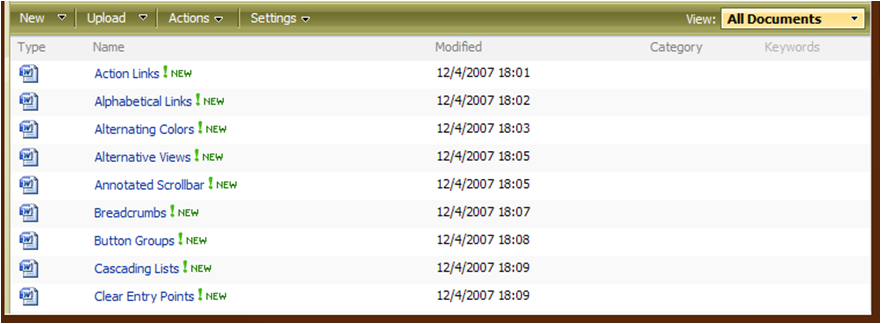 New Upload Actions Settings View: All Documents
Type Name Modified Category Keywords
Action Links ! NEW 12/4/2007 18:01
Alphabetical Links ! NEW 12/4/2007 18:02
Alternating Colors ! NEW 12/4/2007 18:03
Alternative Views ! NEW 12/4/2007 18:05
Annotated Scrollbar ! NEW 12/4/2007 18:05
Breadcrumbs ! NEW 12/4/2007 18:07
Button Groups ! NEW 12/4/2007 18:08
Cascading Lists ! NEW 12/4/2007 18:09
Clear Entry Points ! NEW 12/4/2007 18:09